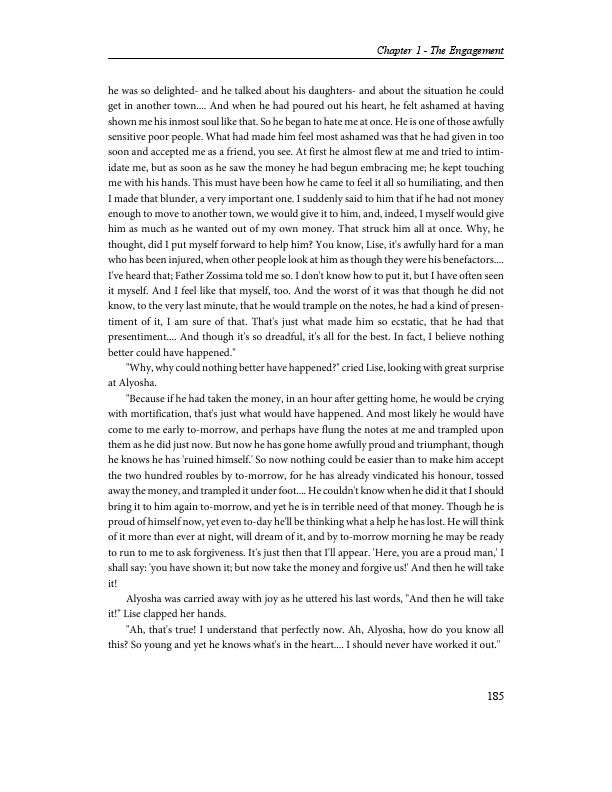 Chapter 1 - The Engagement
he was so delighted- and he talked about his daughters- and about the situation he could
get in another town.... And when he had poured out his heart, he felt ashamed at having
shown me his inmost soul like that. So he began to hate me at once. He is one of those awfully
sensitive poor people. What had made him feel most ashamed was that he had given in too
soon and accepted me as a friend, you see. At first he almost flew at me and tried to intim-
idate me, but as soon as he saw the money he had begun embracing me; he kept touching
me with his hands. This must have been how he came to feel it all so humiliating, and then
I made that blunder, a very important one. I suddenly said to him that if he had not money
enough to move to another town, we would give it to him, and, indeed, I myself would give
him as much as he wanted out of my own money. That struck him all at once. Why, he
thought, did I put myself forward to help him? You know, Lise, it's awfully hard for a man
who has been injured, when other people look at him as though they were his benefactors....
I've heard that; Father Zossima told me so. I don't know how to put it, but I have often seen
it myself. And I feel like that myself, too. And the worst of it was that though he did not
know, to the very last minute, that he would trample on the notes, he had a kind of presen-
timent of it, I am sure of that. That's just what made him so ecstatic, that he had that
presentiment.... And though it's so dreadful, it's all for the best. In fact, I believe nothing
better could have happened."
"Why, why could nothing better have happened?" cried Lise, looking with great surprise
at Alyosha.
"Because if he had taken the money, in an hour after getting home, he would be crying
with mortification, that's just what would have happened. And most likely he would have
come to me early to-morrow, and perhaps have flung the notes at me and trampled upon
them as he did just now. But now he has gone home awfully proud and triumphant, though
he knows he has 'ruined himself.' So now nothing could be easier than to make him accept
the two hundred roubles by to-morrow, for he has already vindicated his honour, tossed
away the money, and trampled it under foot.... He couldn't know when he did it that I should
bring it to him again to-morrow, and yet he is in terrible need of that money. Though he is
proud of himself now, yet even to-day he'll be thinking what a help he has lost. He will think
of it more than ever at night, will dream of it, and by to-morrow morning he may be ready
to run to me to ask forgiveness. It's just then that I'll appear. 'Here, you are a proud man,' I
shall say: 'you have shown it; but now take the money and forgive us!' And then he will take
it!
Alyosha was carried away with joy as he uttered his last words, "And then he will take
it!" Lise clapped her hands.
"Ah, that's true! I understand that perfectly now. Ah, Alyosha, how do you know all
this? So young and yet he knows what's in the heart.... I should never have worked it out."
185